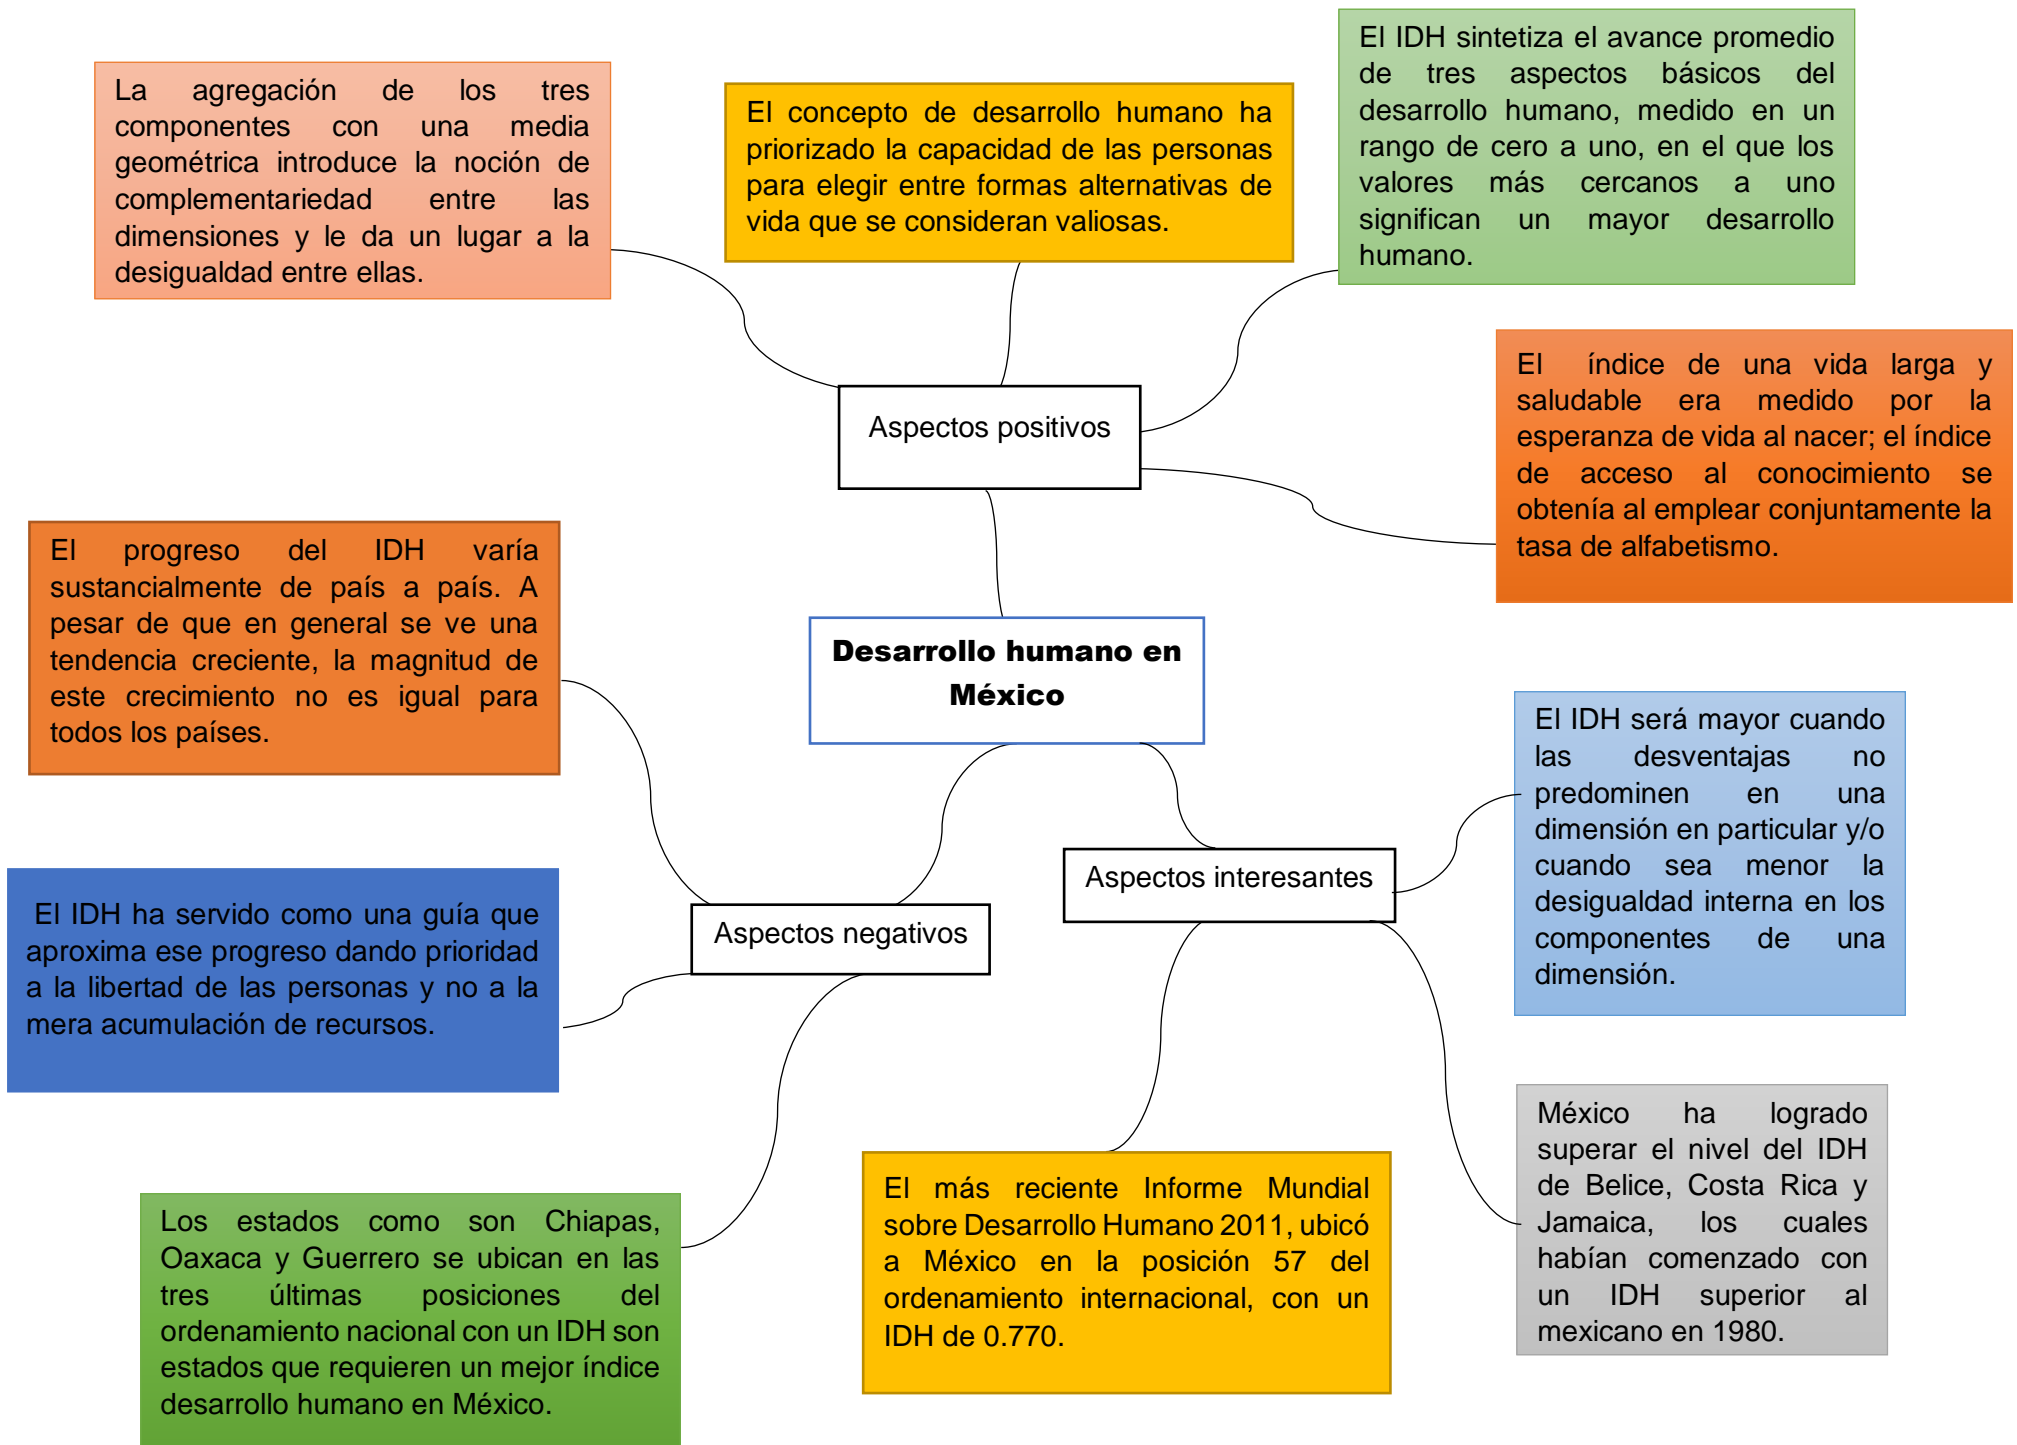 La agregación de los tres
componentes con una media
geométrica introduce la noción de
complementariedad entre las
dimensiones y le da un lugar a la
desigualdad entre ellas.
El concepto de desarrollo humano ha
priorizado la capacidad de las personas
para elegir entre formas alternativas de
vida que se consideran valiosas.
El IDH sintetiza el avance promedio
de tres aspectos básicos del
desarrollo humano, medido en un
rango de cero a uno, en el que los
valores más cercanos a uno
significan un mayor desarrollo
humano.
El índice de una vida larga y
saludable era medido por la
esperanza de vida al nacer; el índice
de acceso al conocimiento se
obtenía al emplear conjuntamente la
tasa de alfabetismo.
Aspectos positivos
El progreso del IDH varía
sustancialmente de país a país. A
pesar de que en general se ve una
tendencia creciente, la magnitud de
este crecimiento no es igual para
todos los países.
Desarrollo humano en
México
El IDH será mayor cuando
las desventajas no
predominen en una
dimensión en particular y/o
cuando sea menor la
desigualdad interna en los
componentes de una
dimensión.
Aspectos interesantes
Aspectos negativos
El IDH ha servido como una guía que
aproxima ese progreso dando prioridad
a la libertad de las personas y no a la
mera acumulación de recursos.
México ha logrado
superar el nivel del IDH
de Belice, Costa Rica y
Jamaica, los cuales
habían comenzado con
un IDH superior al
mexicano en 1980.
El más reciente Informe Mundial
sobre Desarrollo Humano 2011, ubicó
a México en la posición 57 del
ordenamiento internacional, con un
IDH de 0.770.
Los estados como son Chiapas,
Oaxaca y Guerrero se ubican en las
tres últimas posiciones del
ordenamiento nacional con un IDH son
estados que requieren un mejor índice
desarrollo humano en México.